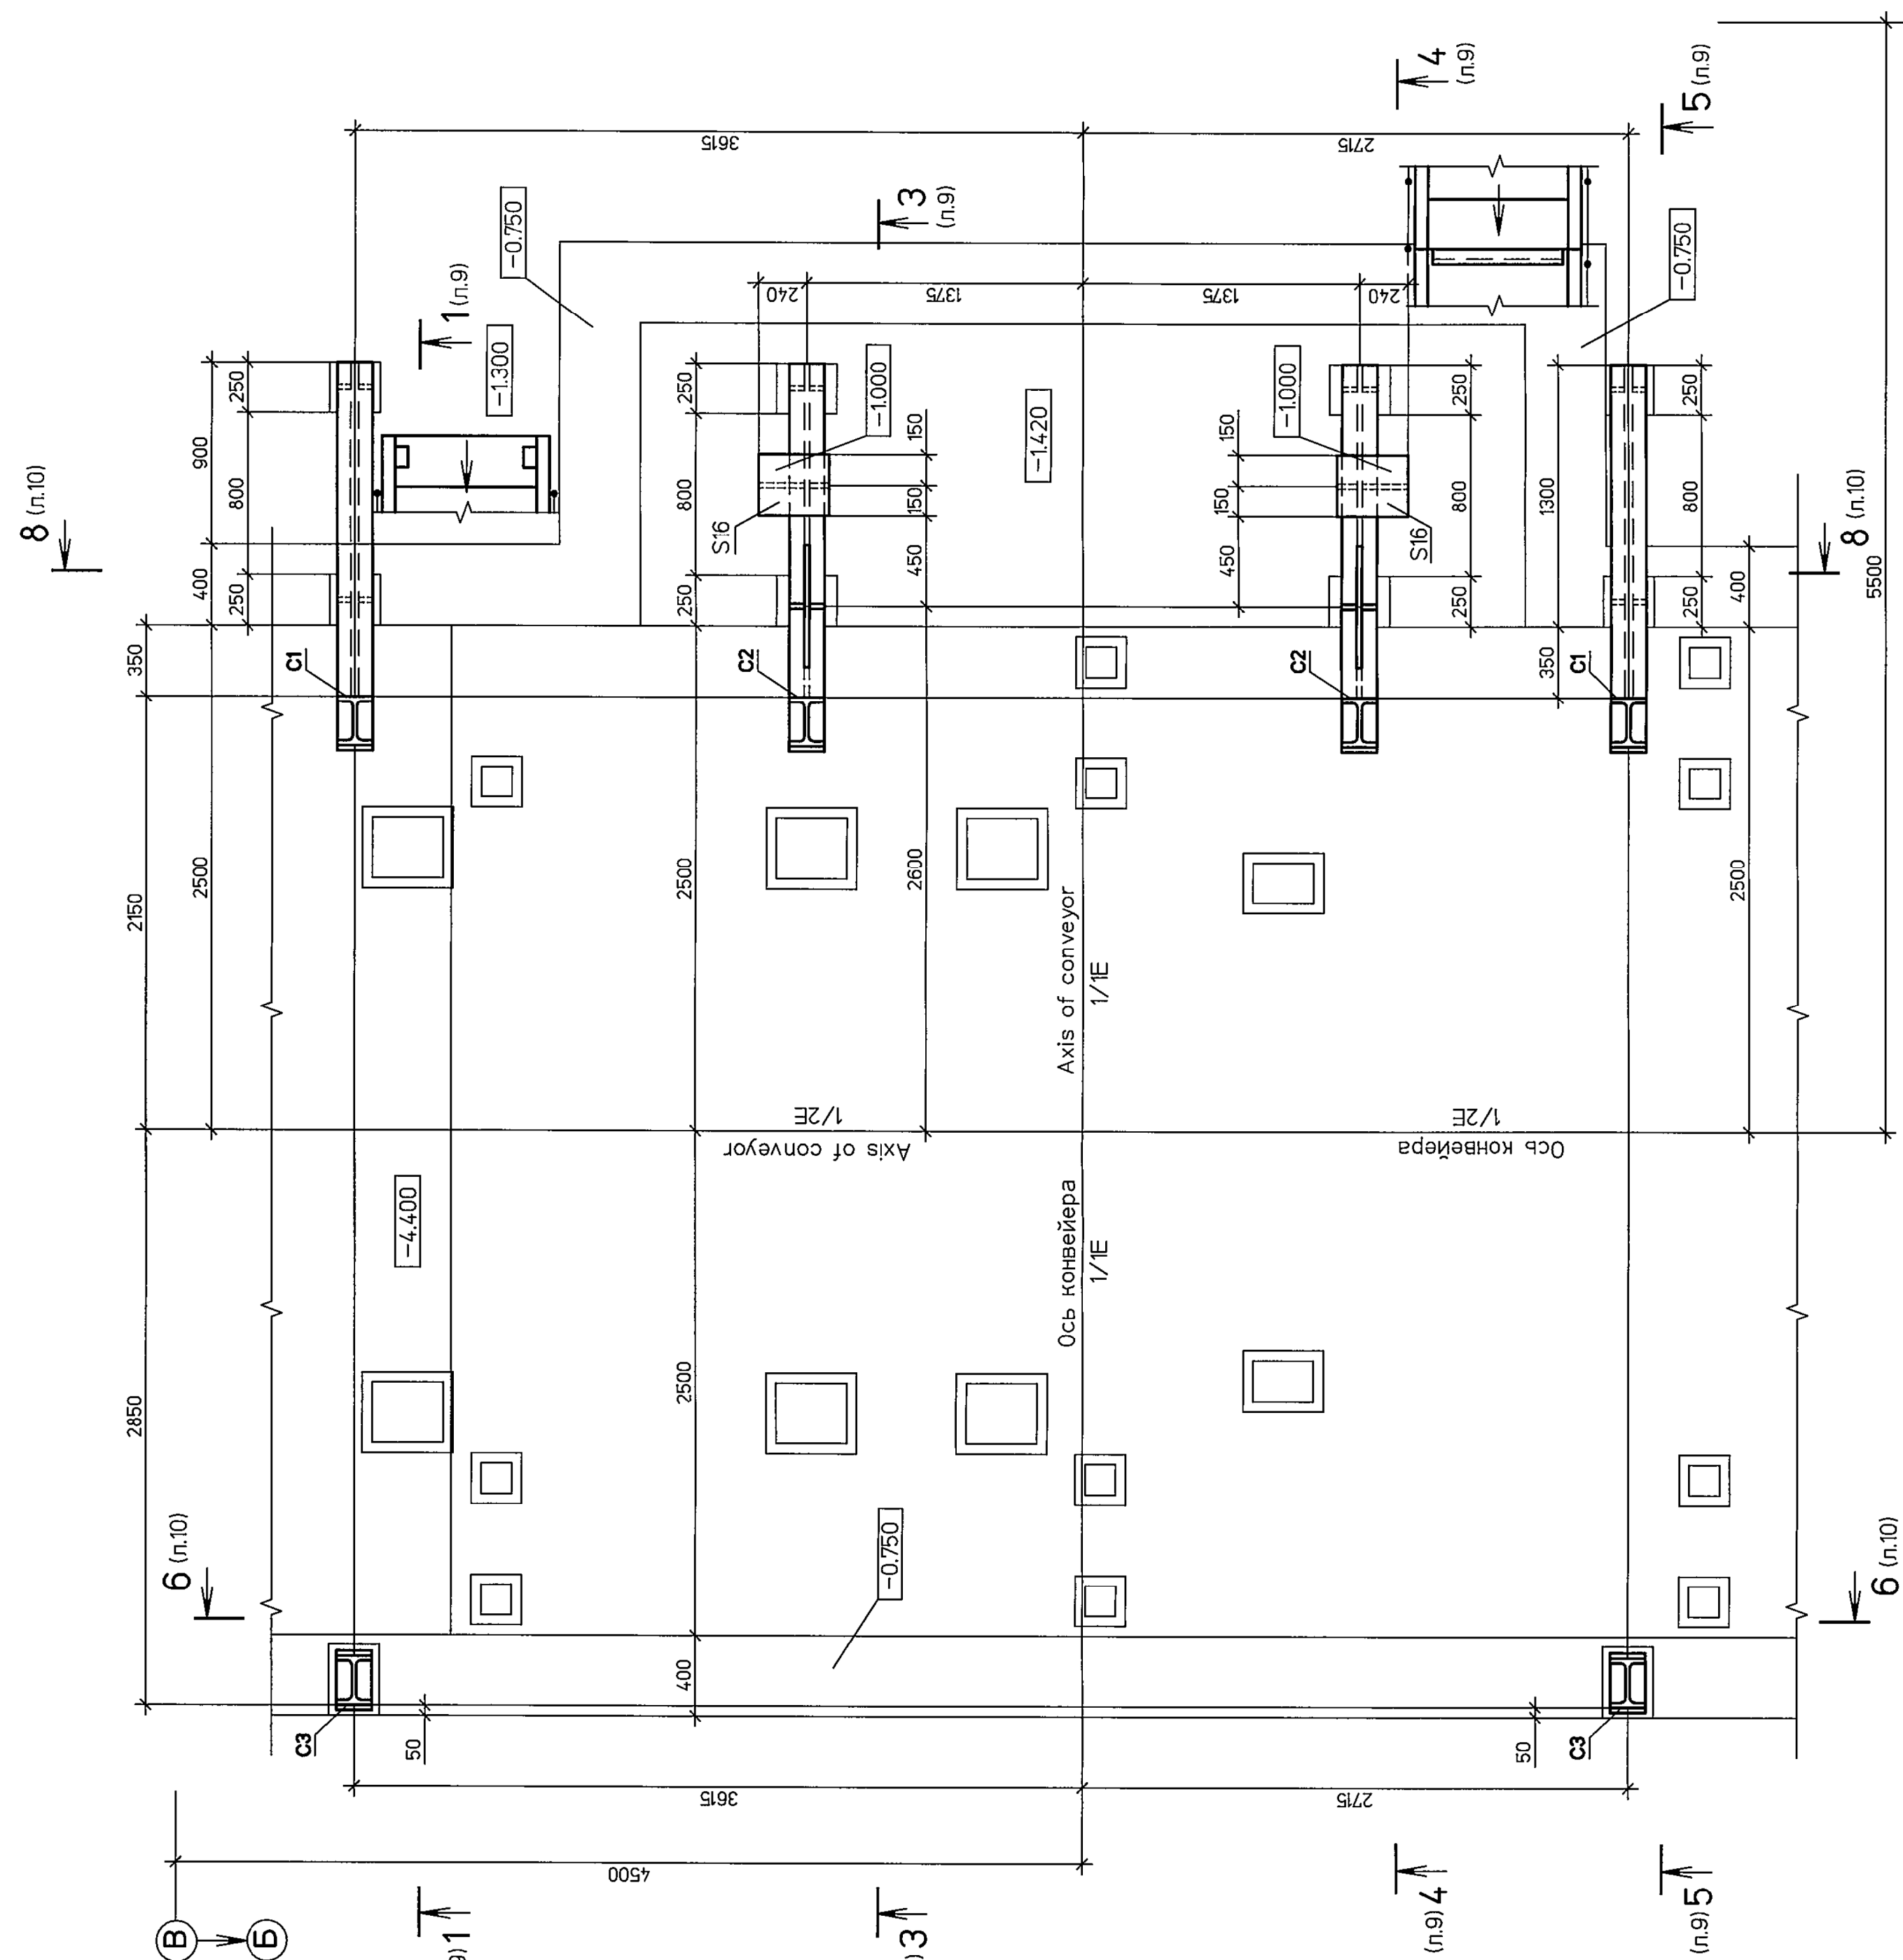 4
(л.9)
5 (л.9)
3615
2715
3
(л.9)
-0.750
-0.750
1 (л.9)
-1.300
240
1375
1375
240
8 (л.10)
900
250
800
400
250
250
800
250
-1.000
150
-1.420
150
450
S16
-1.000
150
150
450
S16
250
800
250
1300
250
800
250
400
8 (л.10)
5500
350
C1
C2
C2
350
C1
2150
2500
2500
2600
2500
Axis of conveyor
1/1E
1/2E
Axis of conveyor
1/2E
Ось конвейера
-4.400
Ось конвейера
1/1E
2850
2500
6 (л.10)
-0.750
6 (л.10)
400
C3
50
50
C3
3615
2715
4500
В
Б
9) 1
) 3
(л.9) 4
(л.9) 5